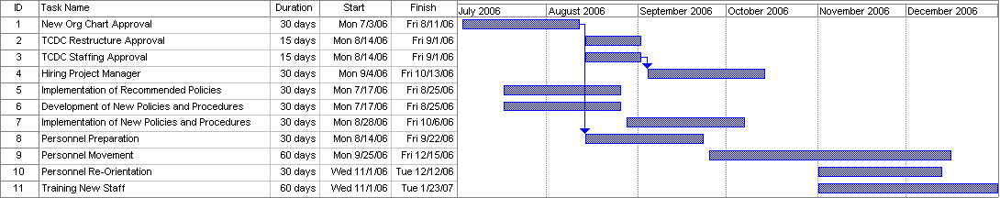 ID Task Name Duration Start Finish July 2006 August 2006 September 2006 October 2006 November 2006 December 2006
1 New Org Chart Approval 30 days Mon 7/3/06 Fri 8/11/06
2 TCDC Restructure Approval 15 days Mon 8/14/06 Fri 9/1/06
3 TCDC Staffing Approval 15 days Mon 8/14/06 Fri 9/1/06
4 Hiring Project Manager 30 days Mon 9/4/06 Fri 10/13/06
5 Implementation of Recommended Policies 30 days Mon 7/17/06 Fri 8/25/06
6 Development of New Policies and Procedures 30 days Mon 7/17/06 Fri 8/25/06
7 Implementation of New Policies and Procedures 30 days Mon 8/28/06 Fri 10/6/06
8 Personnel Preparation 30 days Mon 8/14/06 Fri 9/22/06
9 Personnel Movement 60 days Mon 9/25/06 Fri 12/15/06
10 Personnel Re-Orientation 30 days Wed 11/1/06 Tue 12/12/06
11 Training New Staff 60 days Wed 11/1/06 Tue 1/23/07